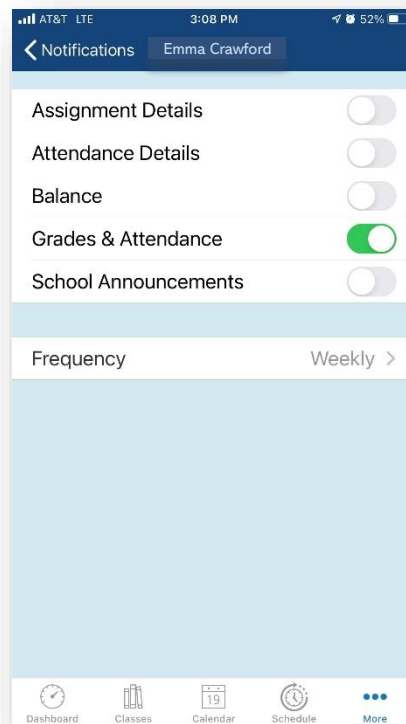 AT&T LTE 3:08 PM 52%
Notifications Emma Crawford
Assignment Details
Attendance Details
Balance
Grades & Attendance
School Announcements
Frequency Weekly
19
Dashboard Classes Calendar Schedule More